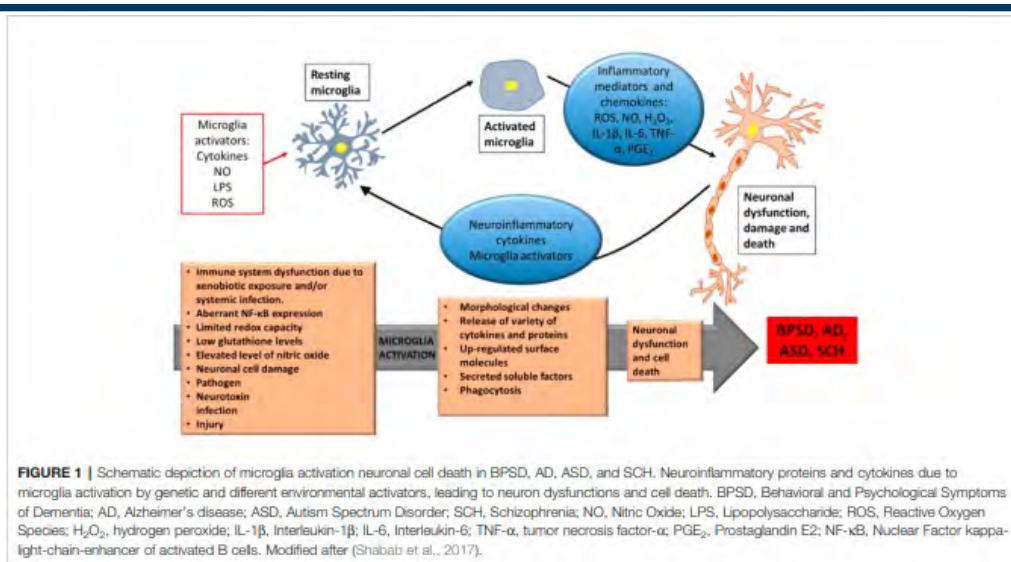 Resting
microglia
Microglia
activators:
Cytokines
NO
LPS
ROS
Activated
microglia
Inflammatory
mediators and
chemokines:
ROS, NO, H₂O₂,
IL-1β, IL-6, TNF-
α, PGE₂
Neuronal
dysfunction,
damage and
death
Neuroinflammatory
cytokines
Microglia activators
• Immune system dysfunction due to
xenobiotic exposure and/or
systemic infection.
• Aberrant NF-κB expression
• Limited redox capacity
• Low glutathione levels
• Elevated level of nitric oxide
• Neuronal cell damage
• Pathogen
• Neurotoxin
infection
• Injury
MICROGLIA
ACTIVATION
• Morphological changes
• Release of variety of
cytokines and proteins
• Up-regulated surface
molecules
• Secreted soluble factors
• Phagocytosis
Neuronal
dysfunction
and cell
death
BPSD, AD,
ASD, SCH
FIGURE 1 | Schematic depiction of microglia activation neuronal cell death in BPSD, AD, ASD, and SCH. Neuroinflammatory proteins and cytokines due to
microglia activation by genetic and different environmental activators, leading to neuron dysfunctions and cell death. BPSD, Behavioral and Psychological Symptoms
of Dementia; AD, Alzheimer's disease; ASD, Autism Spectrum Disorder; SCH, Schizophrenia; NO, Nitric Oxide; LPS, Lipopolysaccharide; ROS, Reactive Oxygen
Species; H₂O₂, hydrogen peroxide; IL-1β, Interleukin-1β; IL-6, Interleukin-6; TNF-α, tumor necrosis factor-α; PGE₂, Prostaglandin E2; NF-κB, Nuclear Factor kappa-
light-chain-enhancer of activated B cells. Modified after (Shabab et al., 2017).